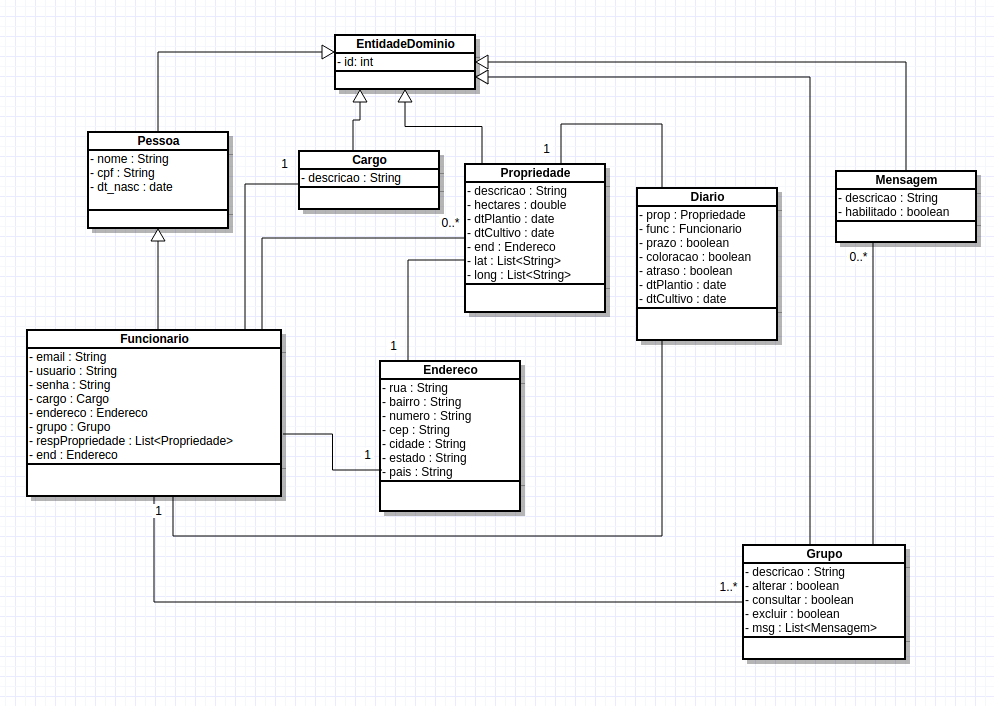 EntidadeDominio
- id: int
Pessoa
- nome : String
- cpf : String
- dt_nasc : date
1
Cargo
- descricao : String
1
Propriedade
- descricao : String
- hectares : double
- dtPlantio : date
- dtCultivo : date
- end : Endereco
- lat : List<String>
- long : List<String>
0..*
Diario
- prop : Propriedade
- func : Funcionario
- prazo : boolean
- coloracao : boolean
- atraso : boolean
- dtPlantio : date
- dtCultivo : date
Mensagem
- descricao : String
- habilitado : boolean
0..*
Funcionario
- email : String
- usuario : String
- senha : String
- cargo : Cargo
- endereco : Endereco
- grupo : Grupo
- respPropriedade : List<Propriedade>
- end : Endereco
1
1
Endereco
- rua : String
- bairro : String
- numero : String
- cep : String
- cidade : String
- estado : String
- pais : String
1
1..*
Grupo
- descricao : String
- alterar : boolean
- consultar : boolean
- excluir : boolean
- msg : List<Mensagem>